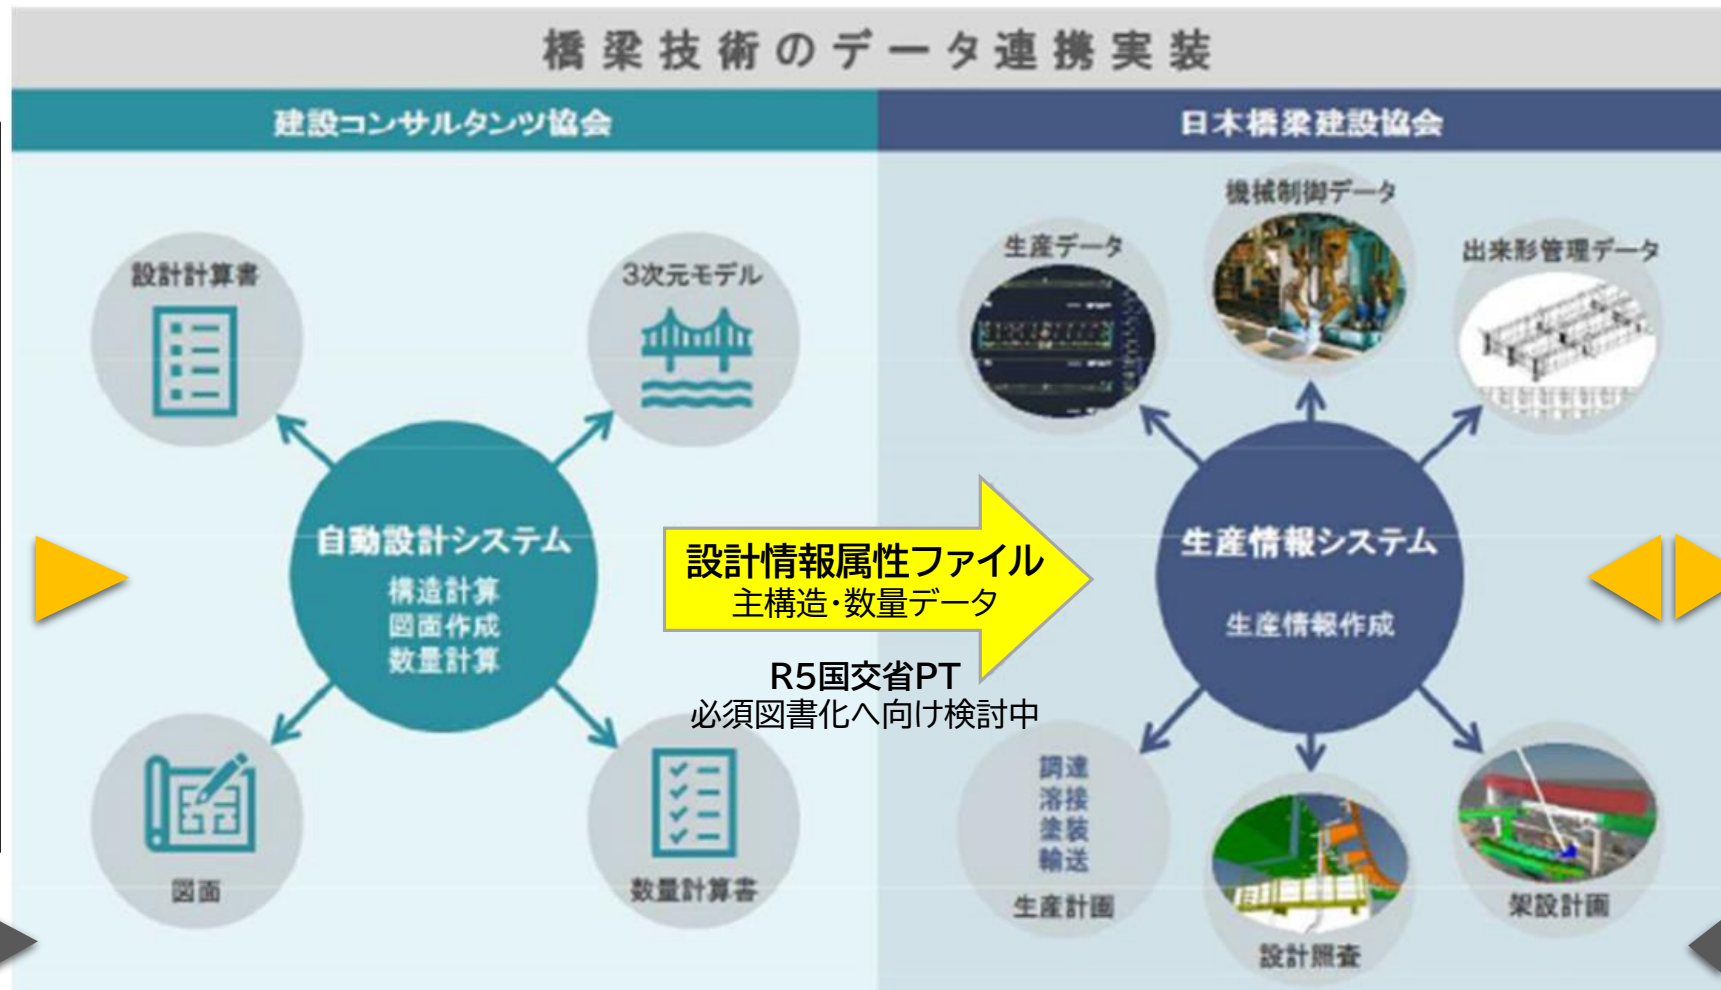 橋梁技術のデータ連携実装
建設コンサルタンツ協会
日本橋梁建設協会
設計計算書
3次元モデル
自動設計システム
構造計算
図面作成
数量計算
図面
数量計算書
設計情報属性ファイル
主構造・数量データ
R5国交省PT
必須図書化へ向け検討中
生産データ
機械制御データ
出来形管理データ
生産情報システム
生産情報作成
調達
溶接
塗装
輸送
生産計画
設計照査
架設計画